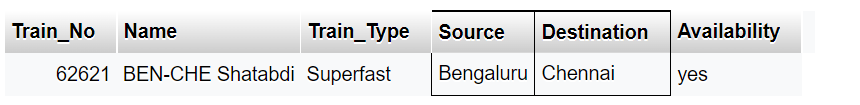 Train_No Name Train_Type Source Destination Availability
62621 BEN-CHE Shatabdi Superfast Bengaluru Chennai yes